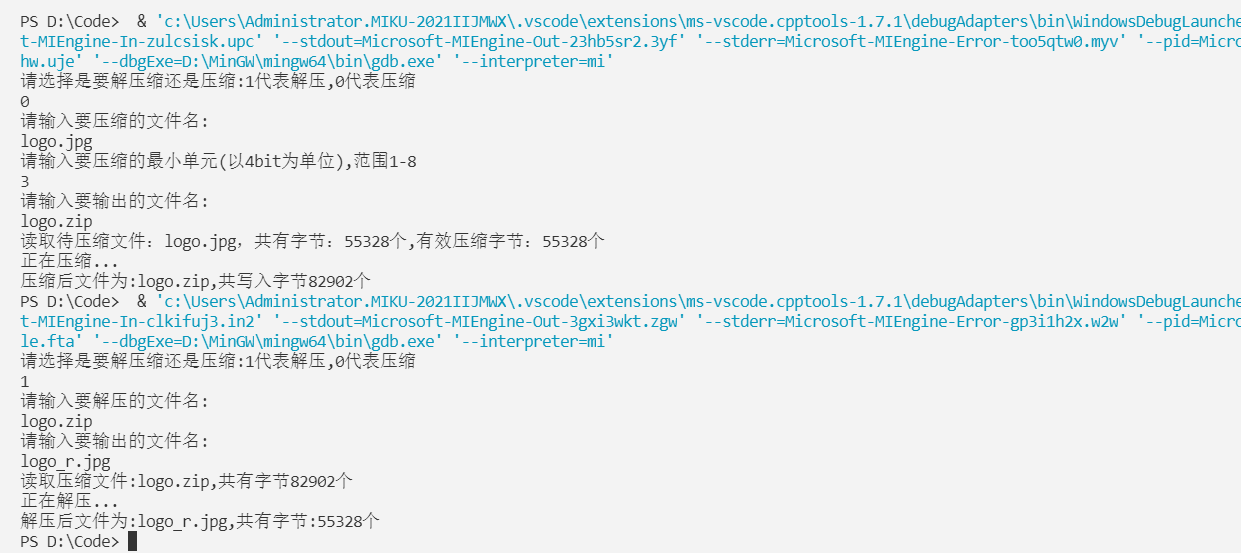 PS D:\Code>  & 'c:\Users\Administrator.MIKU-2021IIJMWX\.vscode\extensions\ms-vscode.cpptools-1.7.1\debugAdapters\bin\WindowsDebugLaunche
t-MIEngine-In-zulcsisk.upc' '--stdout=Microsoft-MIEngine-Out-23hb5sr2.3yf' '--stderr=Microsoft-MIEngine-Error-too5qtw0.myv' '--pid=Micro
hw.uje' '--dbgExe=D:\MinGW\mingw64\bin\gdb.exe' '--interpreter=mi'
请选择是要解压缩还是压缩:1代表解压,0代表压缩
0
请输入要压缩的文件名:
logo.jpg
请输入要压缩的最小单元(以4bit为单位),范围1-8
3
请输入要输出的文件名:
logo.zip
读取待压缩文件：logo.jpg，共有字节：55328个,有效压缩字节：55328个
正在压缩...
压缩后文件为:logo.zip,共写入字节82902个
PS D:\Code>  & 'c:\Users\Administrator.MIKU-2021IIJMWX\.vscode\extensions\ms-vscode.cpptools-1.7.1\debugAdapters\bin\WindowsDebugLaunche
t-MIEngine-In-clkifuj3.in2' '--stdout=Microsoft-MIEngine-Out-3gxi3wkt.zgw' '--stderr=Microsoft-MIEngine-Error-gp3i1h2x.w2w' '--pid=Micro
le.fta' '--dbgExe=D:\MinGW\mingw64\bin\gdb.exe' '--interpreter=mi'
请选择是要解压缩还是压缩:1代表解压,0代表压缩
1
请输入要解压的文件名:
logo.zip
请输入要输出的文件名:
logo_r.jpg
读取压缩文件:logo.zip,共有字节82902个
正在解压...
解压后文件为:logo_r.jpg,共有字节:55328个
PS D:\Code>